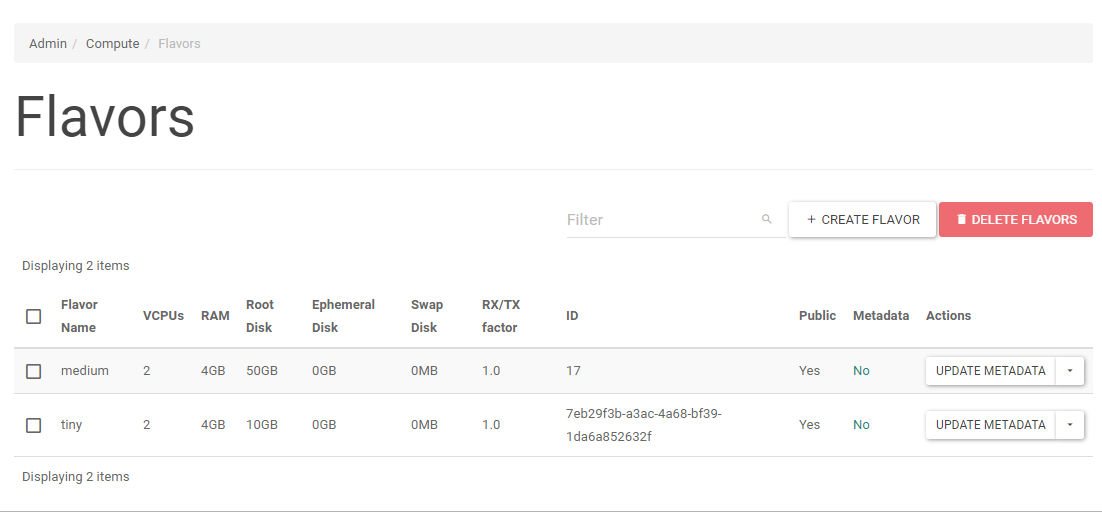 Admin / Compute / Flavors
Flavors
Filter + CREATE FLAVOR DELETE FLAVORS
Displaying 2 items
Flavor Name VCPUs RAM Root Disk Ephemeral Disk Swap Disk RX/TX factor ID Public Metadata Actions
medium 2 4GB 50GB 0GB 0MB 1.0 17 Yes No UPDATE METADATA
tiny 2 4GB 10GB 0GB 0MB 1.0 7eb29f3b-a3ac-4a68-bf39-
1da6a852632f Yes No UPDATE METADATA
Displaying 2 items